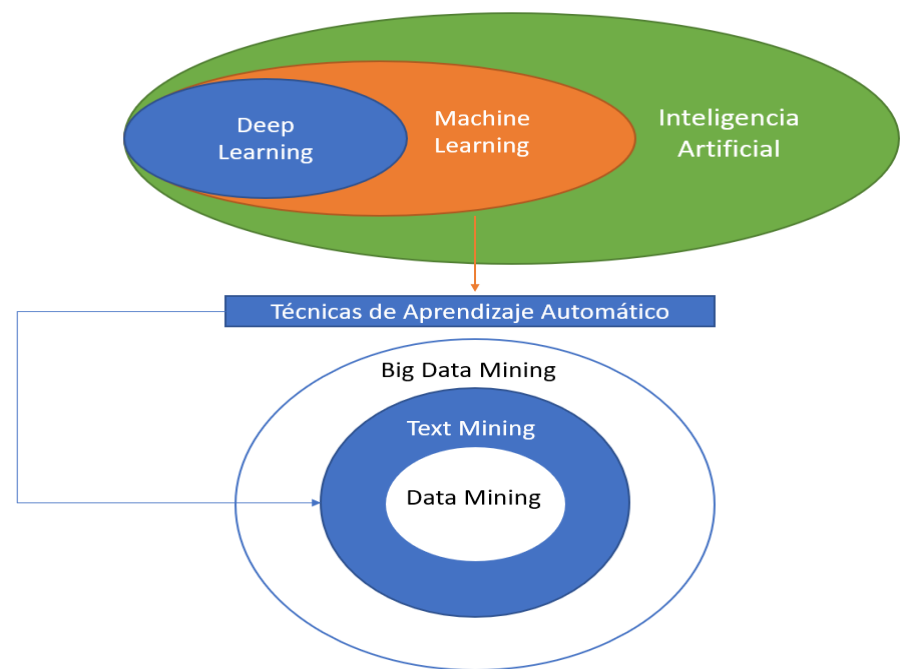 Deep
Learning
Machine
Learning
Inteligencia
Artificial
Técnicas de Aprendizaje Automático
Big Data Mining
Text Mining
Data Mining